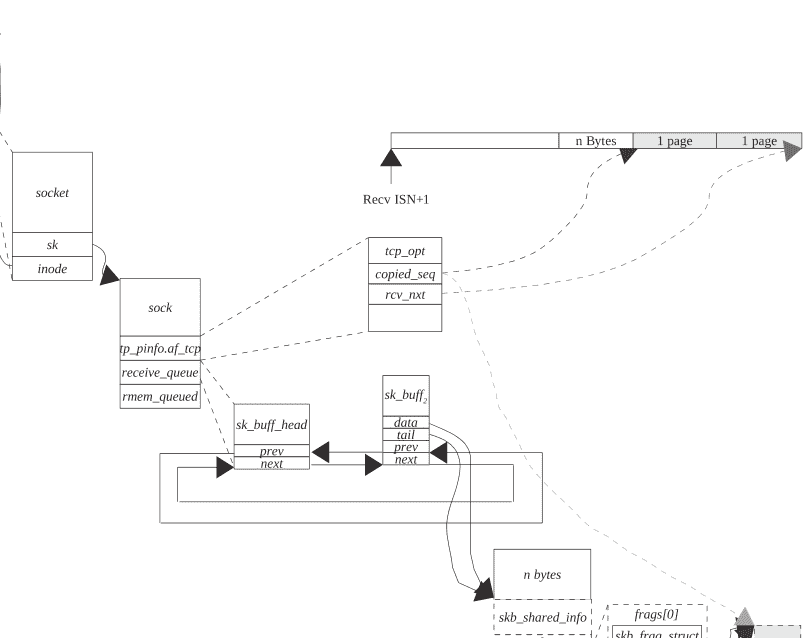 n Bytes
1 page
1 page
Recv ISN+1
socket
sk
inode
tcp_opt
copied_seq
rcv_nxt
sock
tp_pinfo.af_tcp
receive_queue
rmem_queued
sk_buff_head
prev
next
sk_buff2
data
tail
prev
next
n bytes
skb_shared_info
frags[0]
skb_frag_struct